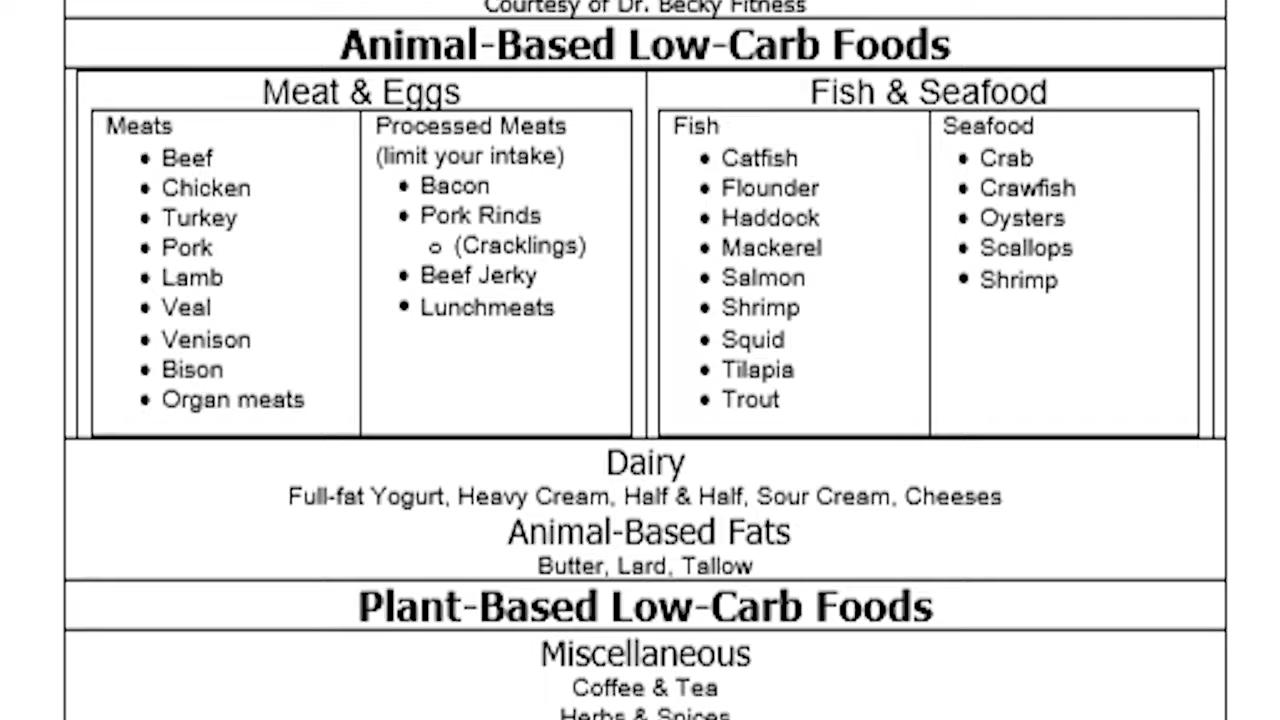 Courtesy of Dr. Becky Fitness
Animal-Based Low-Carb Foods
Meat & Eggs
Meats
Beef
Chicken
Turkey
Pork
Lamb
Veal
Venison
Bison
Organ meats
Processed Meats
(limit your intake)
Bacon
Pork Rinds
(Cracklings)
Beef Jerky
Lunchmeats
Fish & Seafood
Fish
Catfish
Flounder
Haddock
Mackerel
Salmon
Shrimp
Squid
Tilapia
Trout
Seafood
Crab
Crawfish
Oysters
Scallops
Shrimp
Dairy
Full-fat Yogurt, Heavy Cream, Half & Half, Sour Cream, Cheeses
Animal-Based Fats
Butter, Lard, Tallow
Plant-Based Low-Carb Foods
Miscellaneous
Coffee & Tea
Herbs & Spices